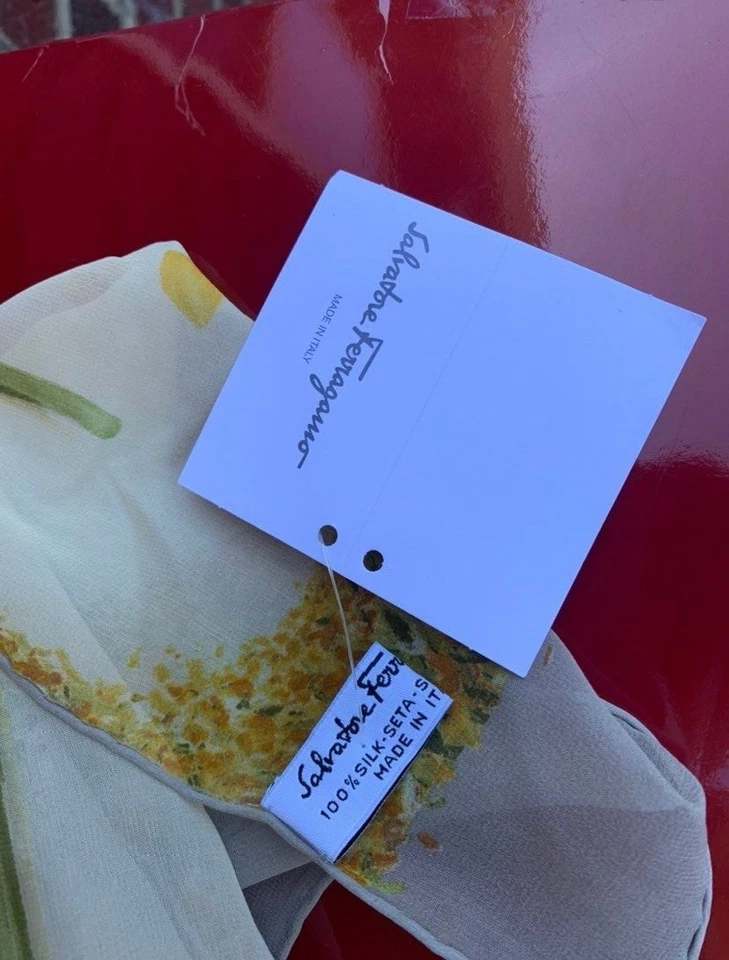 Salvatore Ferragamo
MADE IN ITALY
Salvatore Ferr
100% SILK·SETA·S
MADE IN IT